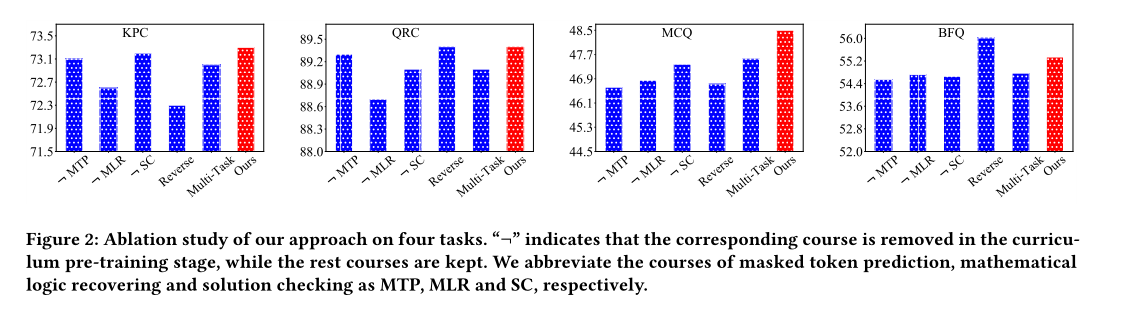 KPC
73.5
73.1
72.7
72.3
71.9
71.5
¬ MTP
¬ MLR
¬ SC
Reverse
Multi-Task
Ours
QRC
89.5
89.2
88.9
88.6
88.3
88.0
¬ MTP
¬ MLR
¬ SC
Reverse
Multi-Task
Ours
MCQ
48.5
47.7
46.9
46.1
45.3
44.5
¬ MTP
¬ MLR
¬ SC
Reverse
Multi-Task
Ours
BFQ
56.0
55.2
54.4
53.6
52.8
52.0
¬ MTP
¬ MLR
¬ SC
Reverse
Multi-Task
Ours
Figure 2: Ablation study of our approach on four tasks. “¬” indicates that the corresponding course is removed in the curricu-
lum pre-training stage, while the rest courses are kept. We abbreviate the courses of masked token prediction, mathematical
logic recovering and solution checking as MTP, MLR and SC, respectively.